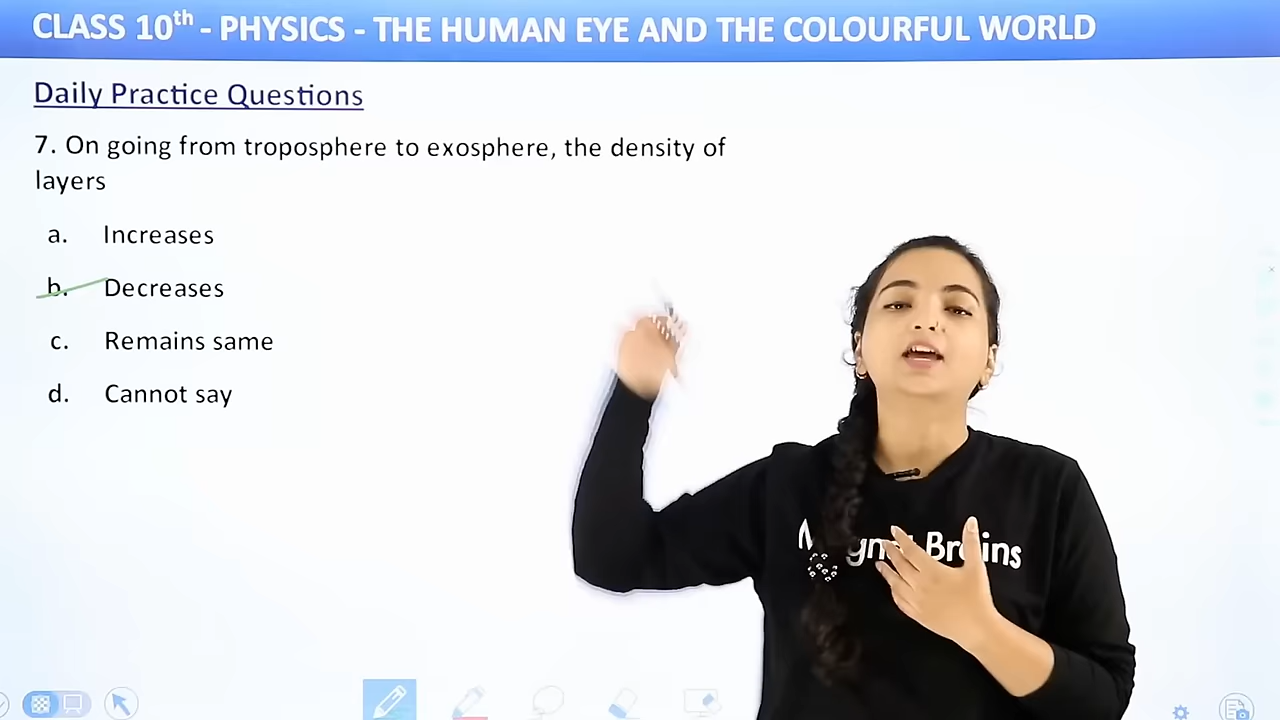 CLASS 10th - PHYSICS - THE HUMAN EYE AND THE COLOURFUL WORLD
Daily Practice Questions
7. On going from troposphere to exosphere, the density of
layers
a. Increases
b. Decreases
c. Remains same
d. Cannot say
Brains